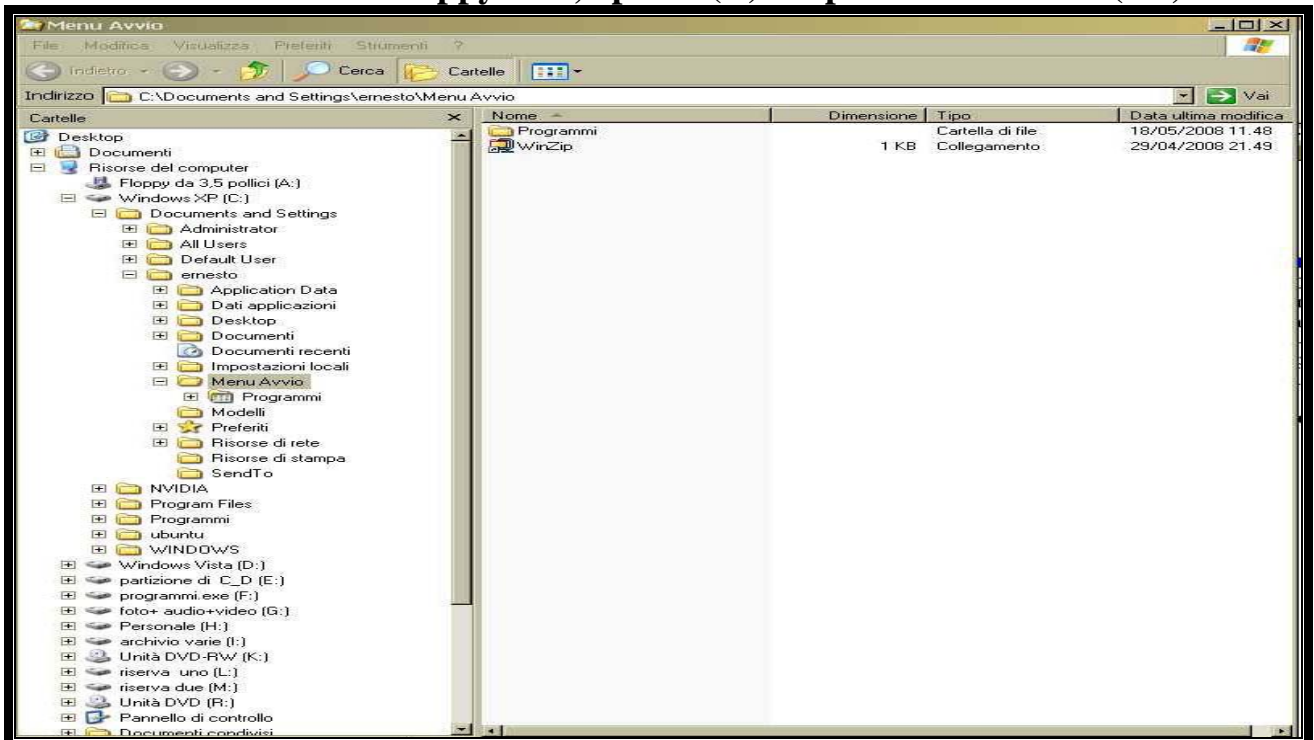 Menu Avvio
File Modifica Visualizza Preferiti Strumenti ?
Indietro Cerca Cartelle
Indirizzo C:\Documents and Settings\ernesto\Menu Avvio Vai
Cartelle
Desktop
Documenti
Risorse del computer
Floppy da 3,5 pollici (A:)
Windows XP (C:)
Documents and Settings
Administrator
All Users
Default User
ernesto
Application Data
Dati applicazioni
Desktop
Documenti
Documenti recenti
Impostazioni locali
Menu Avvio
Programmi
Modelli
Preferiti
Risorse di rete
Risorse di stampa
SendTo
NVIDIA
Program Files
Programmi
ubuntu
WINDOWS
Windows Vista (D:)
partizione di C_D (E:)
programmi.exe (F:)
foto+ audio+video (G:)
Personale (H:)
archivio varie (I:)
Unità DVD-RW (K:)
riserva uno (L:)
riserva due (M:)
Unità DVD (R:)
Pannello di controllo
Documenti condivisi
Nome Dimensione Tipo Data ultima modifica
Programmi Cartella di file 18/05/2008 11.48
WinZip 1 KB Collegamento 29/04/2008 21.49